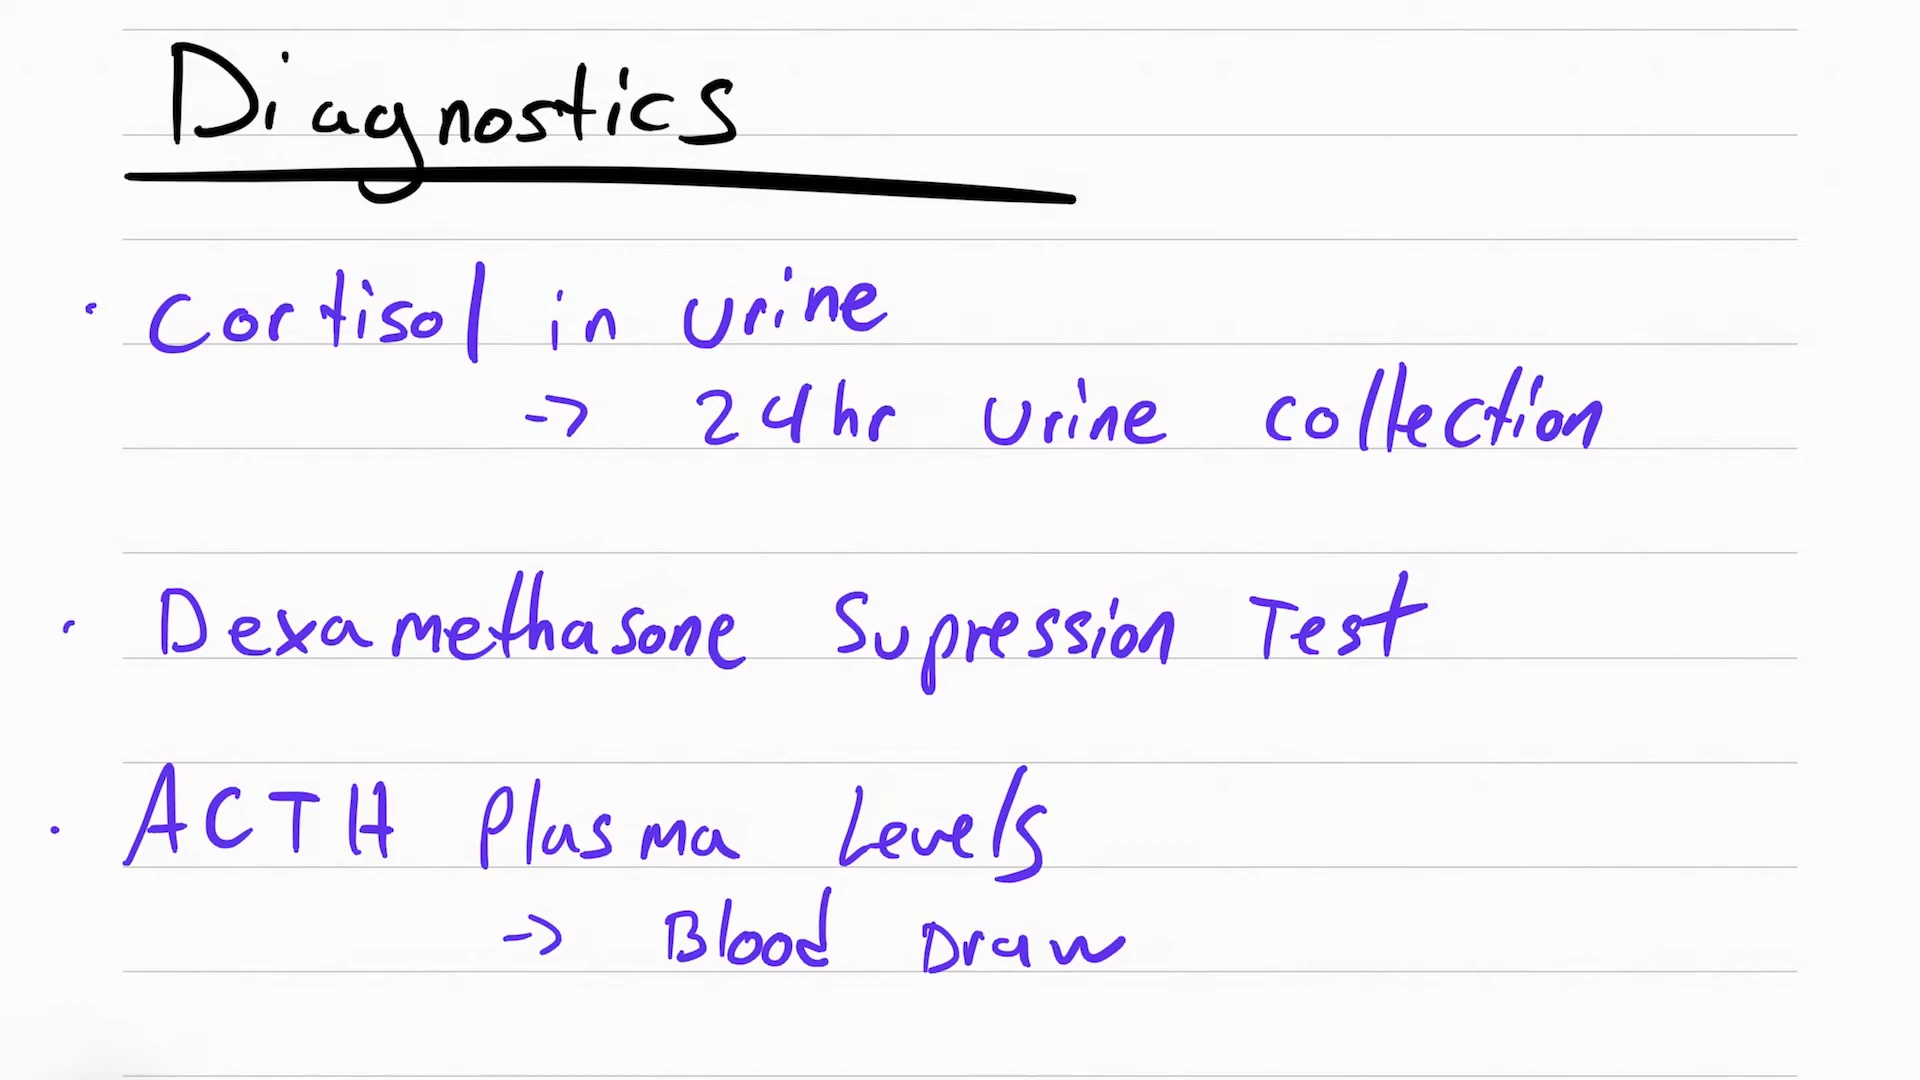 Diagnostics
· Cortisol in urine
-> 24hr urine collection
· Dexamethasone Supression Test
· ACTH Plasma Levels
-> Blood Draw